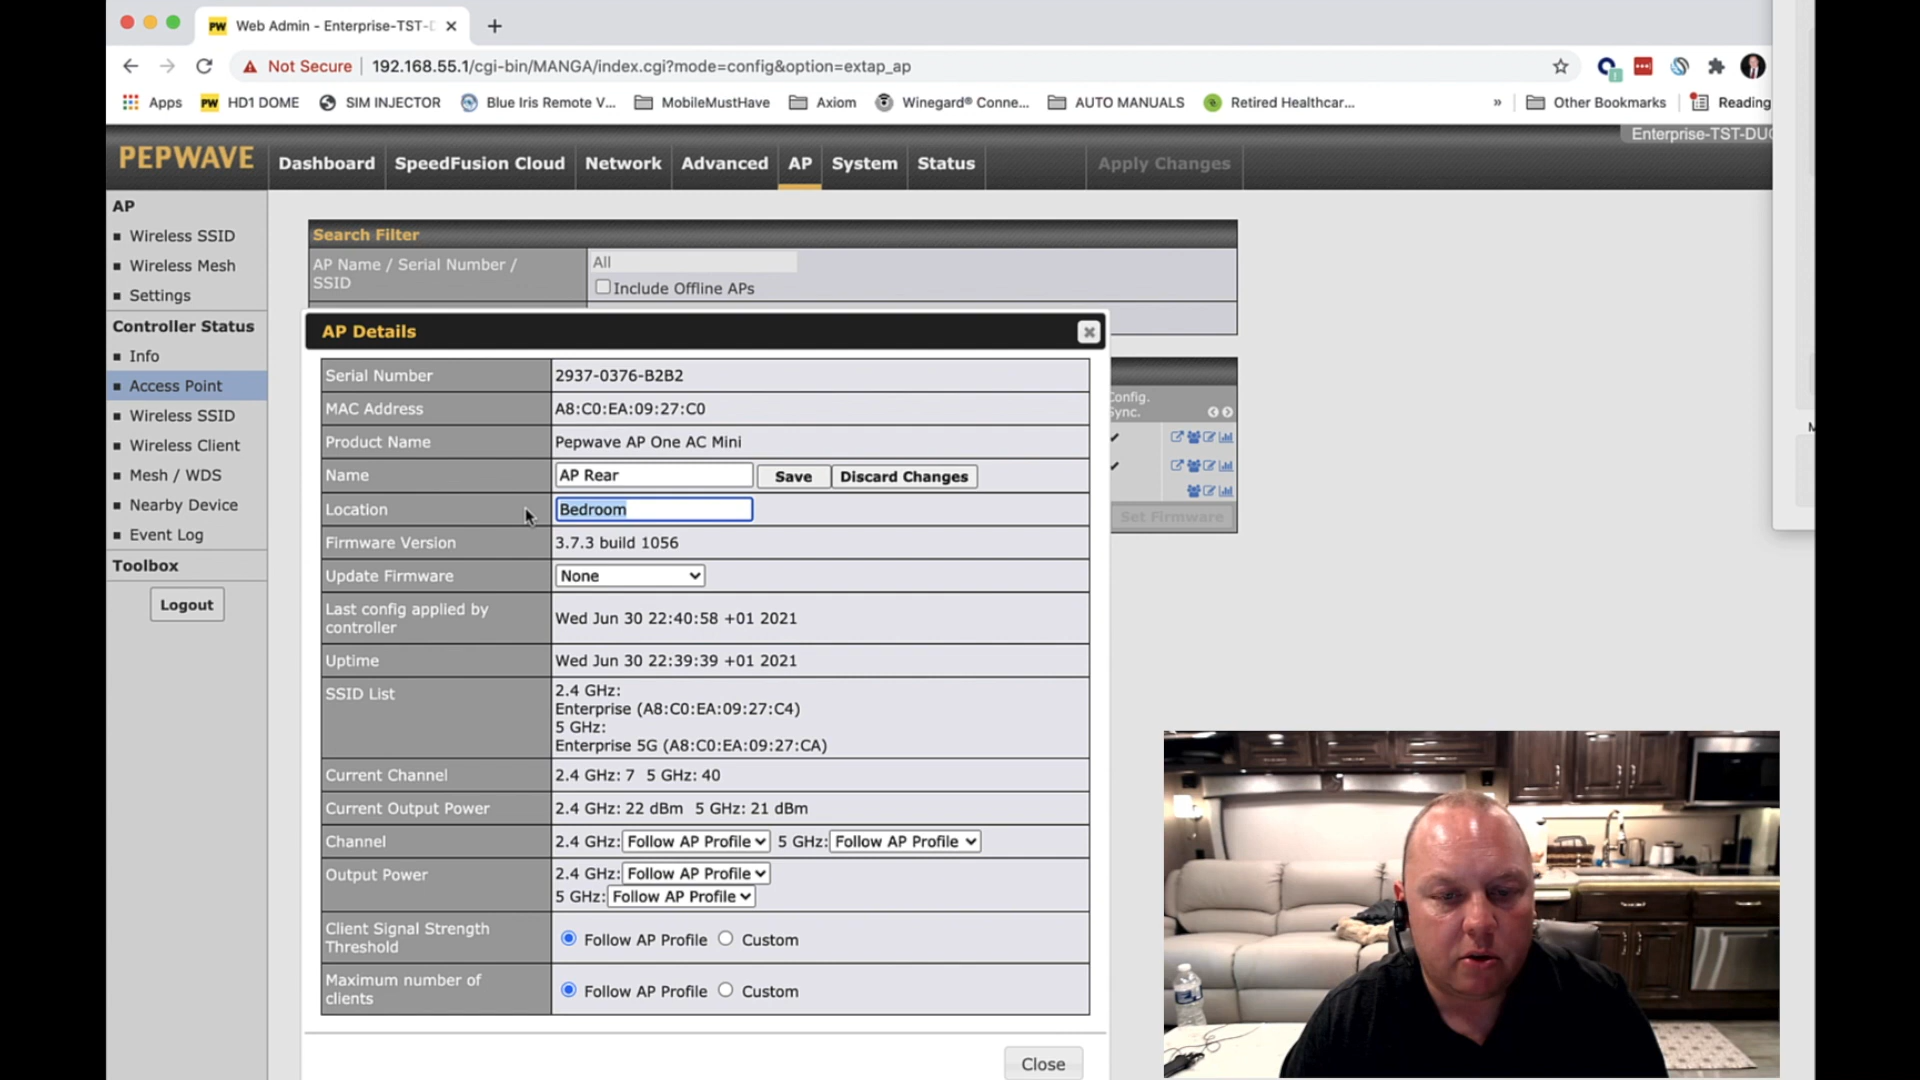 PW Web Admin - Enterprise-TST-D
Not Secure 192.168.55.1/cgi-bin/MANGA/index.cgi?mode=config&option=extap_ap
Apps PW HD1 DOME SIM INJECTOR Blue Iris Remote V... MobileMustHave Axiom Winegard® Conne... AUTO MANUALS Retired Healthcar... » Other Bookmarks Reading
Enterprise-TST-DUO
PEPWAVE Dashboard SpeedFusion Cloud Network Advanced AP System Status Apply Changes
AP
Wireless SSID
Wireless Mesh
Settings
Controller Status
Info
Access Point
Wireless SSID
Wireless Client
Mesh / WDS
Nearby Device
Event Log
Toolbox
Logout
Search Filter
AP Name / Serial Number /
SSID
All
Include Offline APs
Config.
Sync.
Set Firmware
AP Details
Serial Number 2937-0376-B2B2
MAC Address A8:C0:EA:09:27:C0
Product Name Pepwave AP One AC Mini
Name AP Rear Save Discard Changes
Location Bedroom
Firmware Version 3.7.3 build 1056
Update Firmware None
Last config applied by
controller
Wed Jun 30 22:40:58 +01 2021
Uptime Wed Jun 30 22:39:39 +01 2021
SSID List 2.4 GHz:
Enterprise (A8:C0:EA:09:27:C4)
5 GHz:
Enterprise 5G (A8:C0:EA:09:27:CA)
Current Channel 2.4 GHz: 7 5 GHz: 40
Current Output Power 2.4 GHz: 22 dBm 5 GHz: 21 dBm
Channel 2.4 GHz: Follow AP Profile 5 GHz: Follow AP Profile
Output Power 2.4 GHz: Follow AP Profile
5 GHz: Follow AP Profile
Client Signal Strength
Threshold
Follow AP Profile Custom
Maximum number of
clients
Follow AP Profile Custom
Close